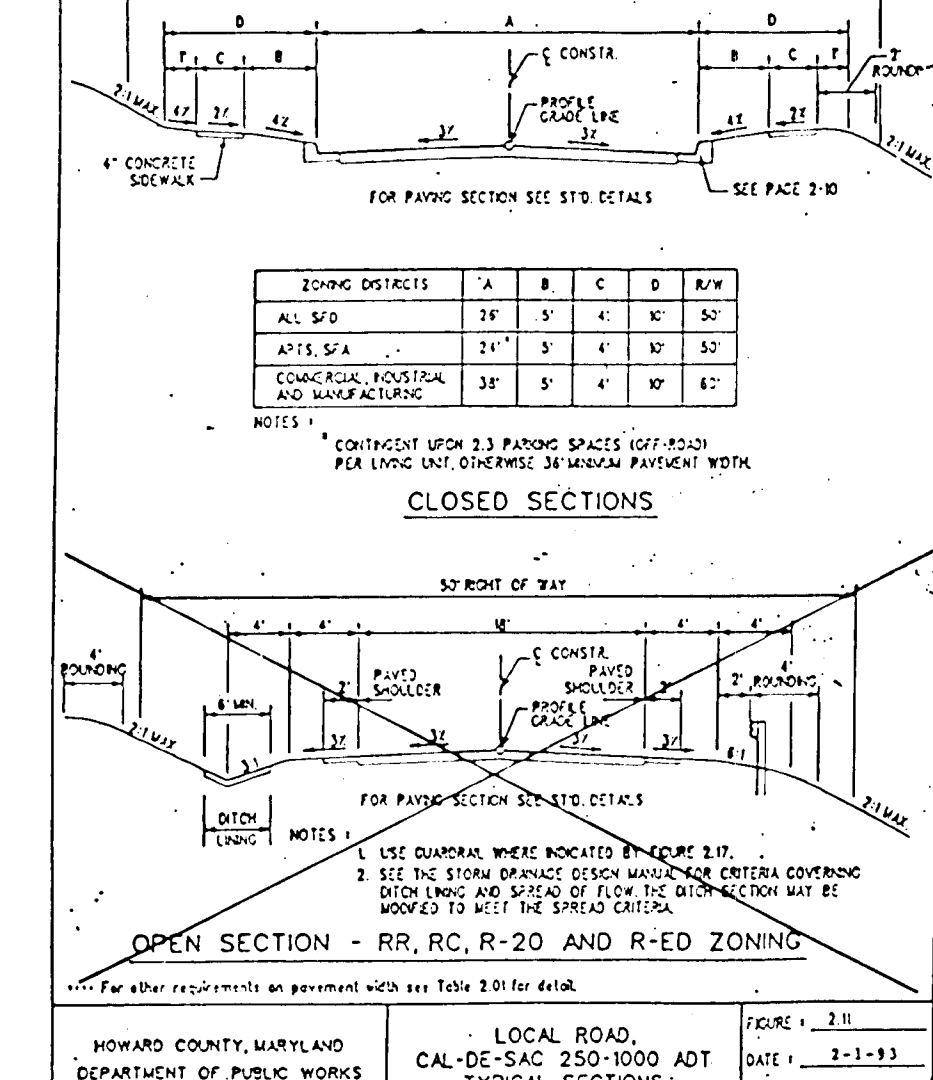 D A D
F C B B C F
₵ CONSTR.
2'
ROUND
PROFILE
GRADE LINE
2:1 MAX.
4% 2% 4% 3% 3% 4% 2%
2:1 MAX.
4" CONCRETE
SIDEWALK
SEE PAGE 2-10
FOR PAVING SECTION SEE ST'D. DETAILS
ZONING DISTRICTS A B C D R/W
ALL SFD 26' 5' 4' 10' 50'
APTS, SFA 24'* 5' 4' 10' 50'
COMMERCIAL, INDUSTRIAL
AND MANUFACTURING 38' 5' 4' 10' 60'
NOTES :
* CONTINGENT UPON 2.3 PARKING SPACES (OFF-ROAD)
PER LIVING UNIT, OTHERWISE 36' MINIMUM PAVEMENT WIDTH.
CLOSED SECTIONS
50' RIGHT OF WAY
4' 4' 18' 4' 4'
4'
ROUNDING
₵ CONSTR.
PAVED
SHOULDER
PAVED
SHOULDER
2' 2'
2' 4'
ROUNDING
6' MIN.
PROFILE
GRADE LINE
2:1 MAX.
3:1
3% 3% 3% 3%
6:1
2:1 MAX.
FOR PAVING SECTION SEE ST'D. DETAILS
DITCH
LINING
NOTES :
1. USE GUARDRAIL WHERE INDICATED BY FIGURE 2.17.
2. SEE THE STORM DRAINAGE DESIGN MANUAL FOR CRITERIA GOVERNING
DITCH LINING AND SPREAD OF FLOW. THE DITCH SECTION MAY BE
MODIFIED TO MEET THE SPREAD CRITERIA.
OPEN SECTION - RR, RC, R-20 AND R-ED ZONING
**** For other requirements on pavement width see Table 2.01 for detail.
HOWARD COUNTY, MARYLAND
DEPARTMENT OF PUBLIC WORKS
LOCAL ROAD,
CAL-DE-SAC 250-1000 ADT
TYPICAL SECTIONS
FIGURE : 2.11
DATE : 2-1-93